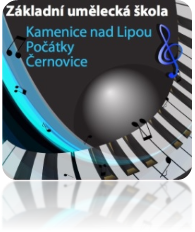 Základní umělecká škola
Kamenice nad Lipou
Počátky
Černovice